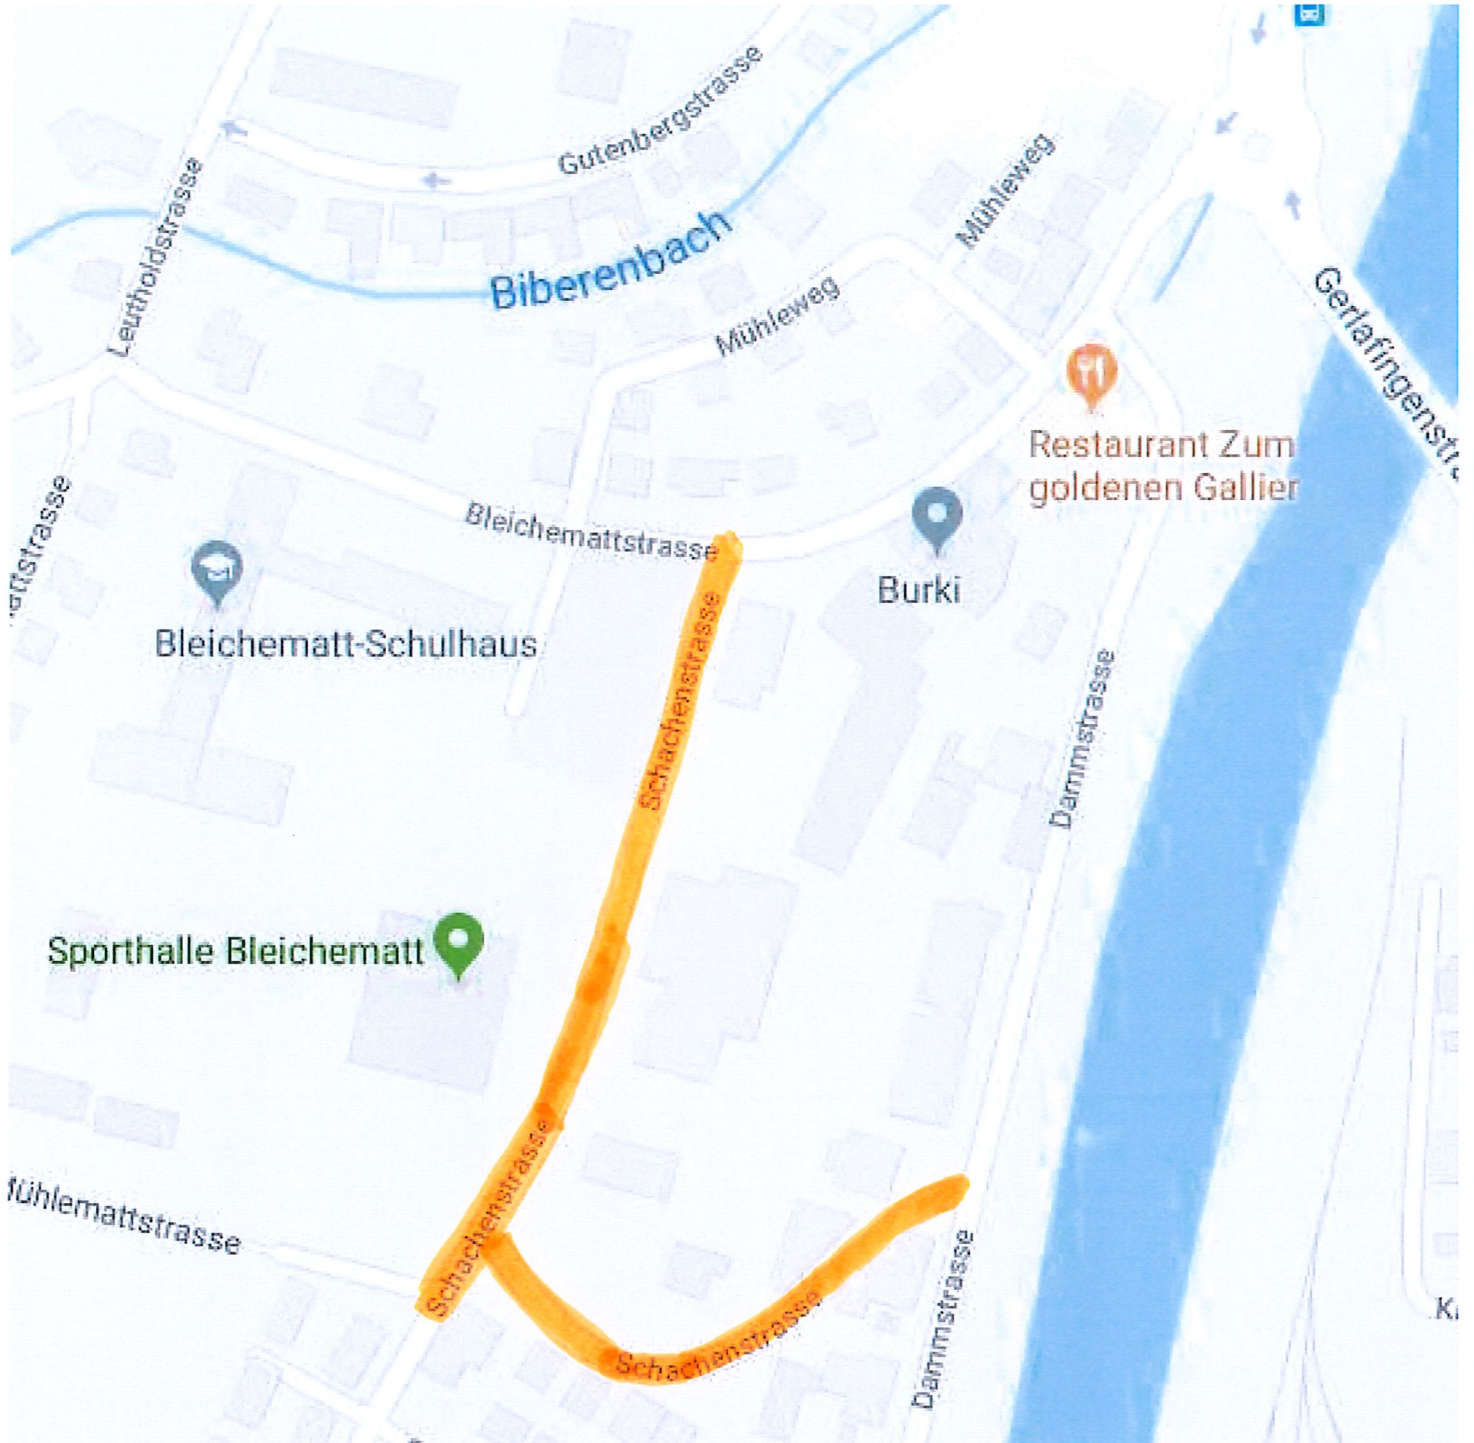 Gutenbergstrasse
Mühleweg
Leutholdstrasse
Biberenbach
Mühleweg
Gerlafingenstra
Restaurant Zum
goldenen Gallier
Bleichemattstrasse
Burki
Bleichematt-Schulhaus
Schachenstrasse
Dammstrasse
Sporthalle Bleichematt
Schachenstrasse
ühlemattstrasse
Schachenstrasse
Dammstrasse